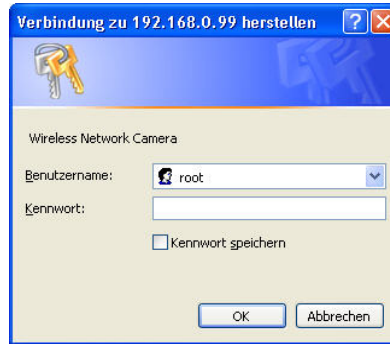 Verbindung zu 192.168.0.99 herstellen
Wireless Network Camera
Benutzername:
root
Kennwort:
Kennwort speichern
OK
Abbrechen